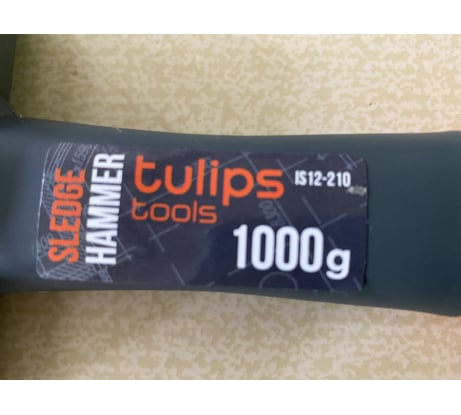 SLEDGE
HAMMER
tulips
tools
IS12-210
1000g